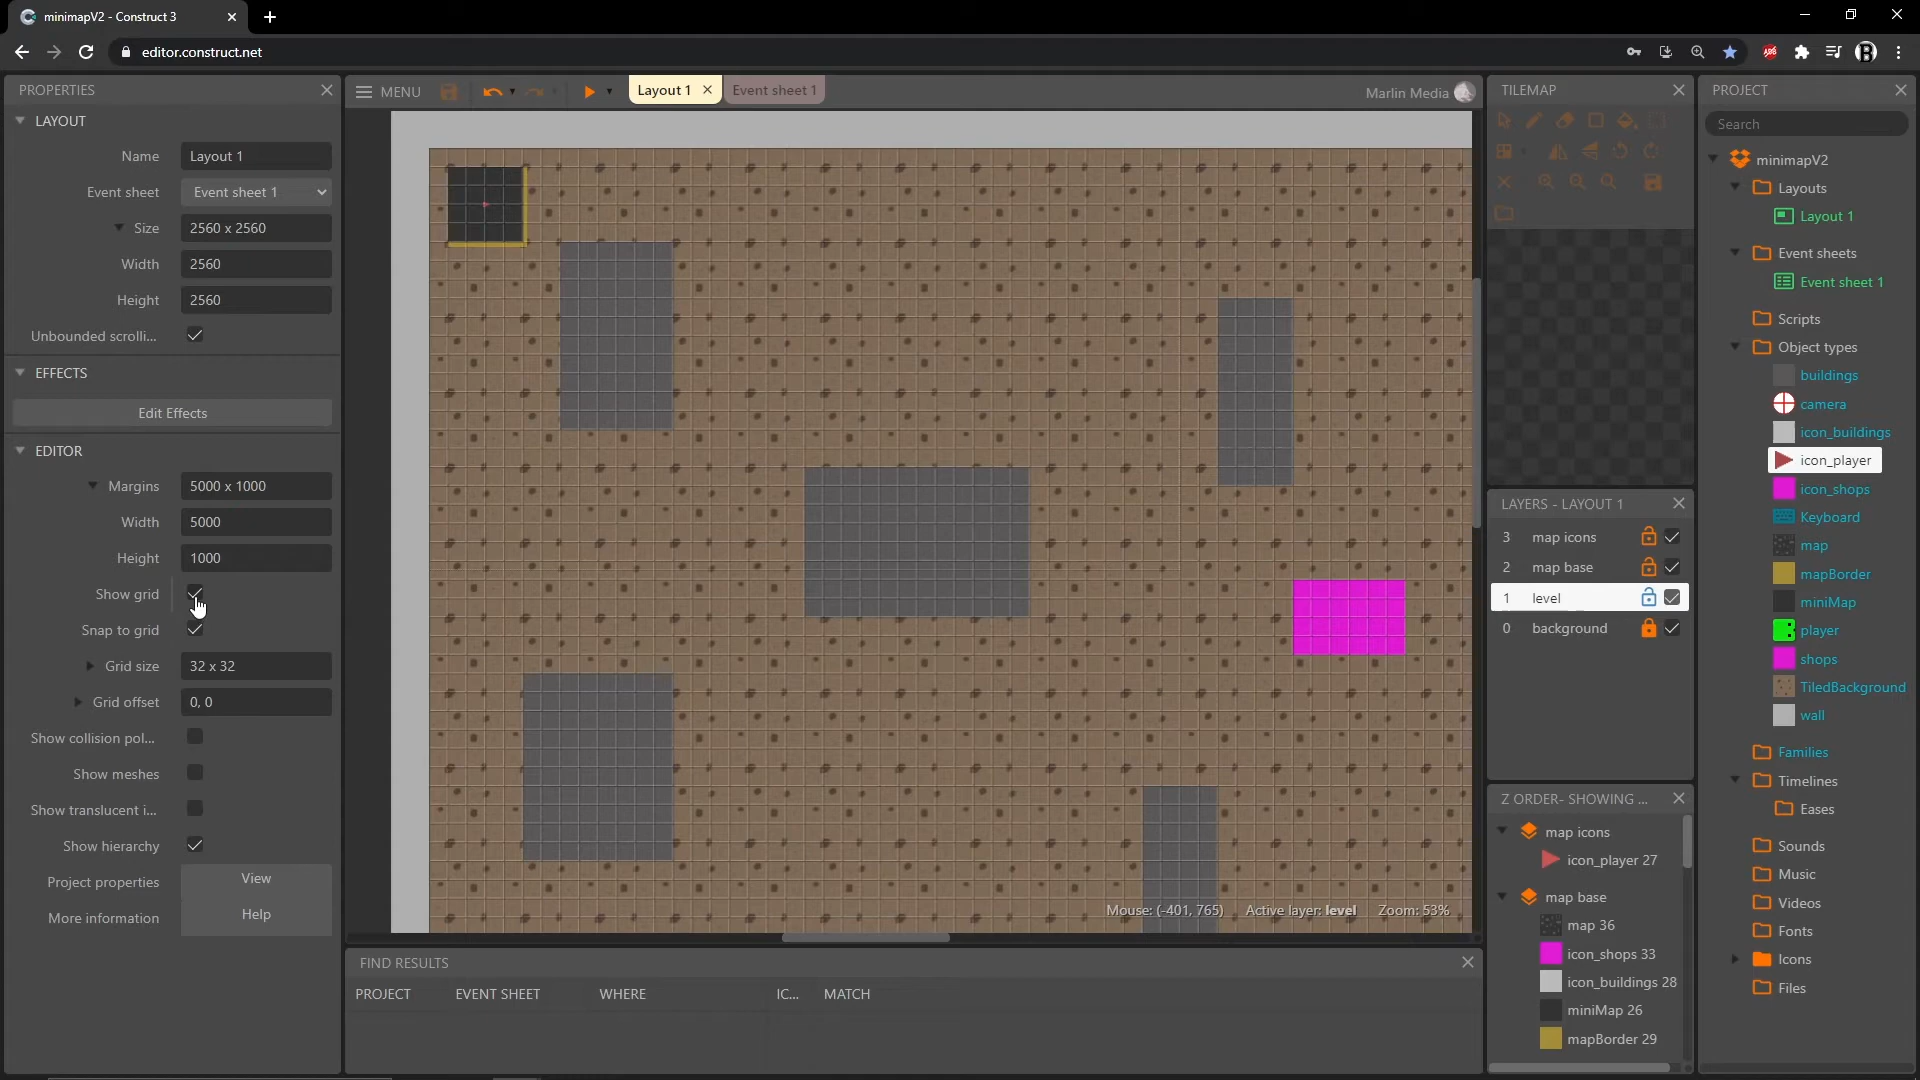 minimapV2 - Construct 3
editor.construct.net
PROPERTIES
LAYOUT
Name Layout 1
Event sheet Event sheet 1
Size 2560 x 2560
Width 2560
Height 2560
Unbounded scrolli...
EFFECTS
Edit Effects
EDITOR
Margins 5000 x 1000
Width 5000
Height 1000
Show grid
Snap to grid
Grid size 32 x 32
Grid offset 0, 0
Show collision pol...
Show meshes
Show translucent i...
Show hierarchy
Project properties View
More information Help
MENU
Layout 1
Event sheet 1
Marlin Media
Mouse: (-401, 765) Active layer: level Zoom: 53%
FIND RESULTS
PROJECT EVENT SHEET WHERE IC... MATCH
TILEMAP
LAYERS - LAYOUT 1
3 map icons
2 map base
1 level
0 background
Z ORDER- SHOWING ...
map icons
icon_player 27
map base
map 36
icon_shops 33
icon_buildings 28
miniMap 26
mapBorder 29
PROJECT
Search
minimapV2
Layouts
Layout 1
Event sheets
Event sheet 1
Scripts
Object types
buildings
camera
icon_buildings
icon_player
icon_shops
Keyboard
map
mapBorder
miniMap
player
shops
TiledBackground
wall
Families
Timelines
Eases
Sounds
Music
Videos
Fonts
Icons
Files